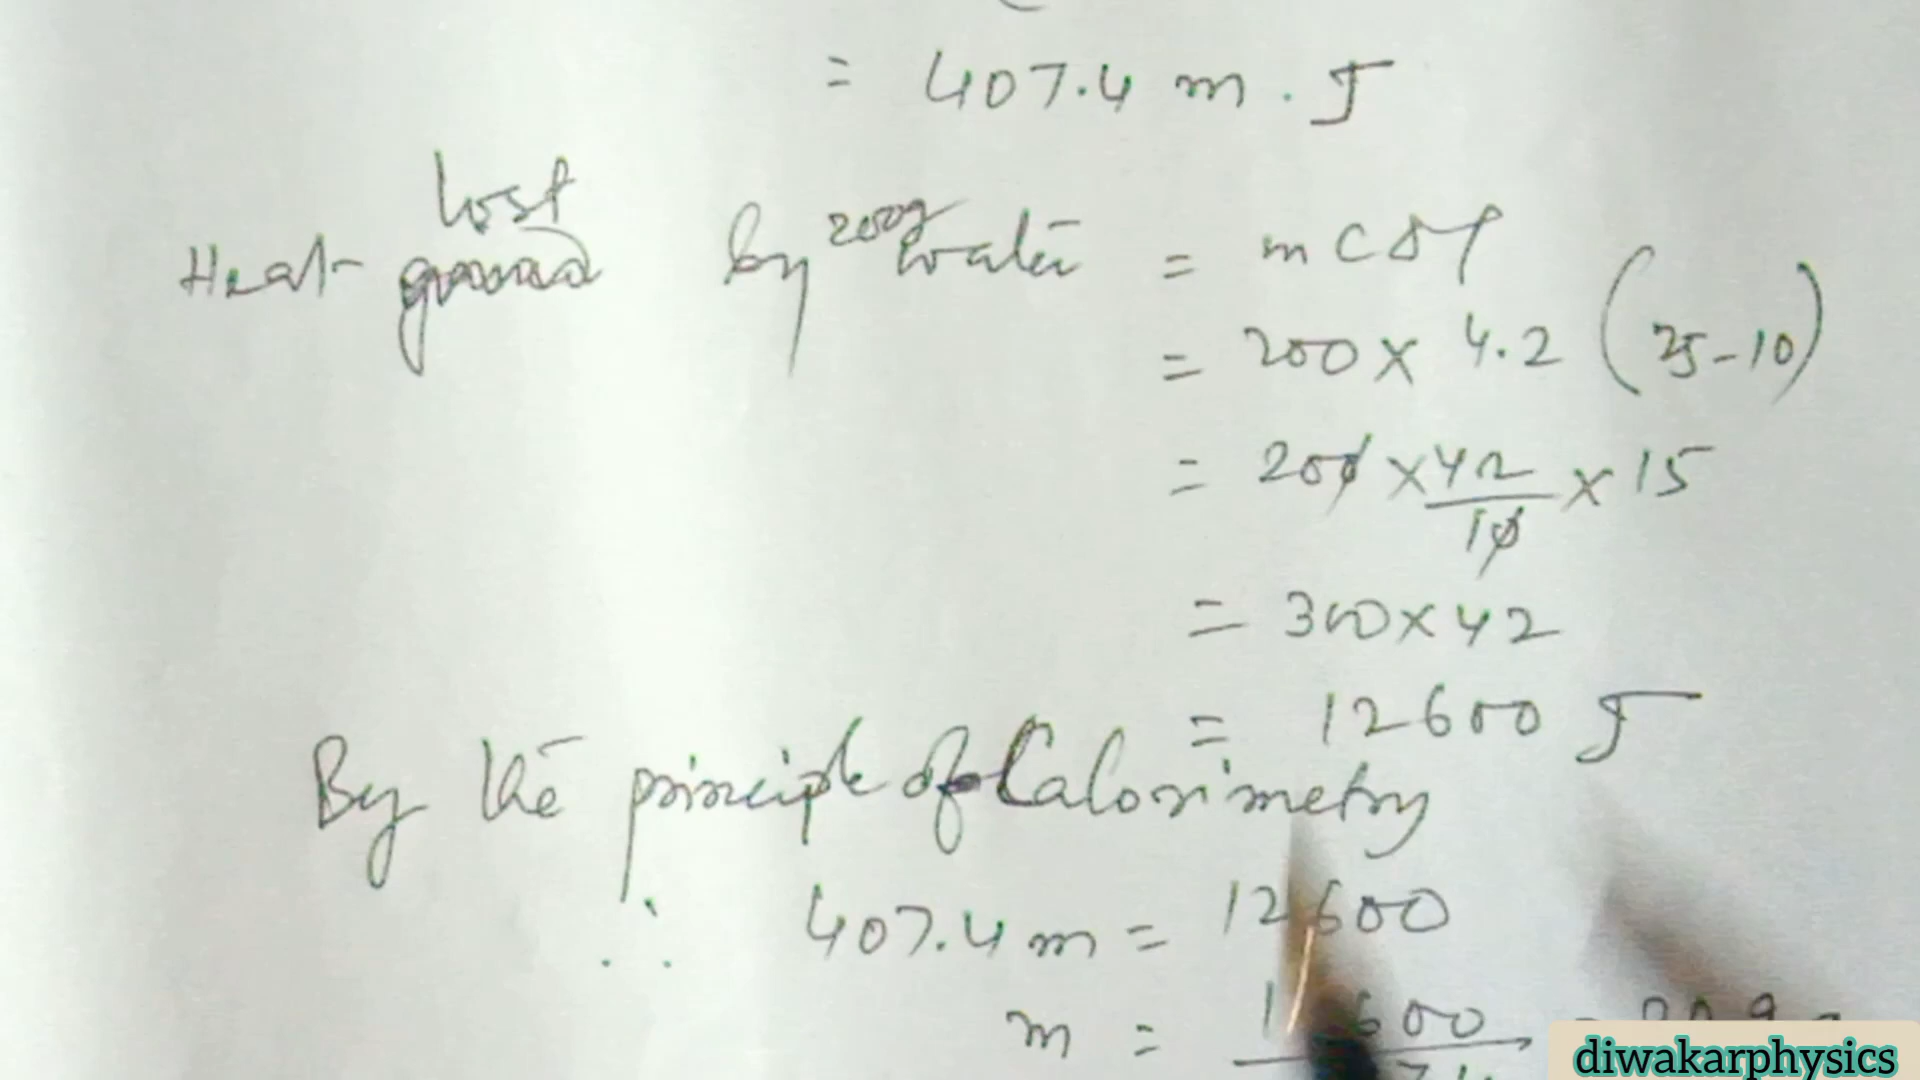 = 407.4 m . J
lost
Heat gained by 200g water = mcΔT
= 200 × 4.2 (25-10)
= 200 × 42/10 × 15
= 300 × 42
= 12600 J
By the principle of Calorimetry
∴ 407.4 m = 12600
m =
diwakarphysics